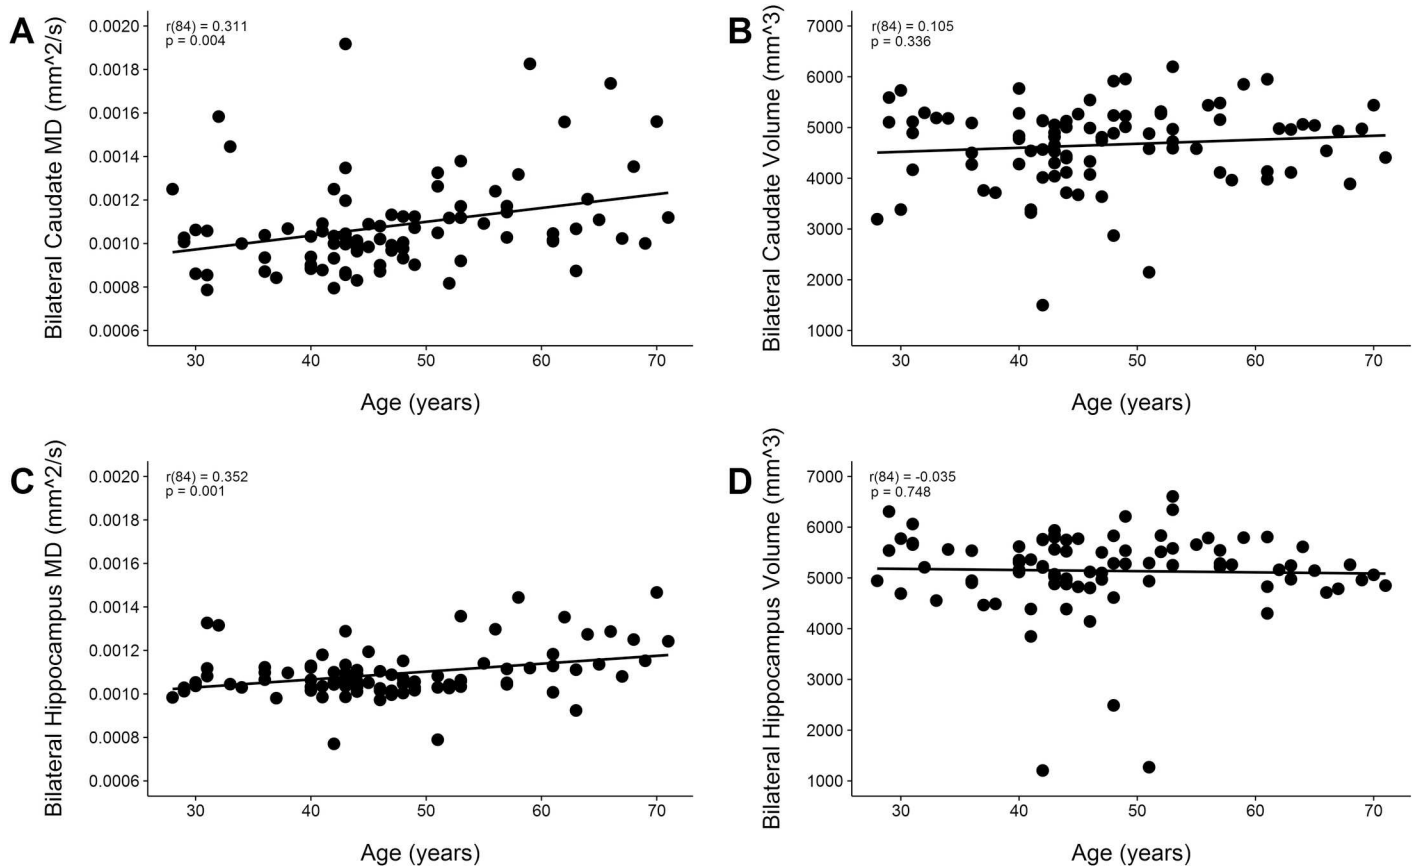 A
Bilateral Caudate MD (mm^2/s)
r(84) = 0.311
p = 0.004
0.0020
0.0018
0.0016
0.0014
0.0012
0.0010
0.0008
0.0006
30 40 50 60 70
Age (years)
B
Bilateral Caudate Volume (mm^3)
r(84) = 0.105
p = 0.336
7000
6000
5000
4000
3000
2000
1000
30 40 50 60 70
Age (years)
C
Bilateral Hippocampus MD (mm^2/s)
r(84) = 0.352
p = 0.001
0.0020
0.0018
0.0016
0.0014
0.0012
0.0010
0.0008
0.0006
30 40 50 60 70
Age (years)
D
Bilateral Hippocampus Volume (mm^3)
r(84) = -0.035
p = 0.748
7000
6000
5000
4000
3000
2000
1000
30 40 50 60 70
Age (years)